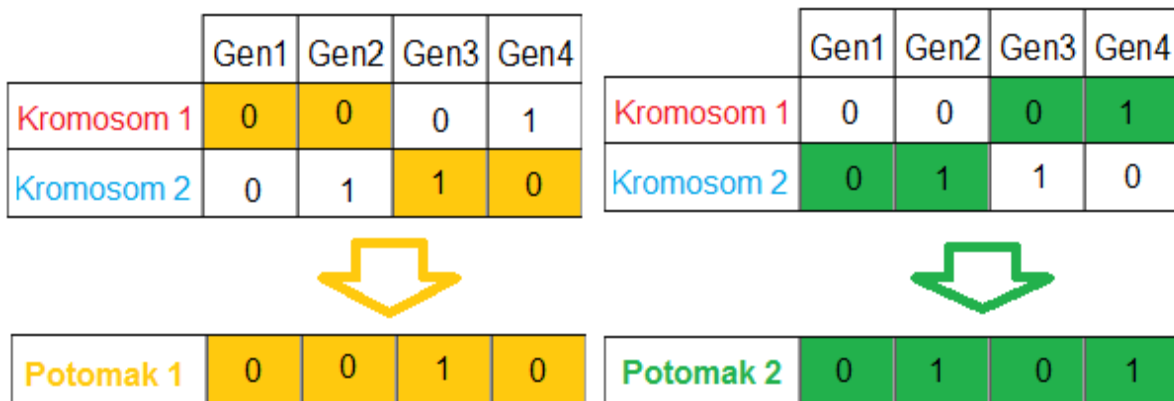 Gen1 Gen2 Gen3 Gen4
Kromosom 1 0 0 0 1
Kromosom 2 0 1 1 0
Potomak 1 0 0 1 0
Gen1 Gen2 Gen3 Gen4
Kromosom 1 0 0 0 1
Kromosom 2 0 1 1 0
Potomak 2 0 1 0 1